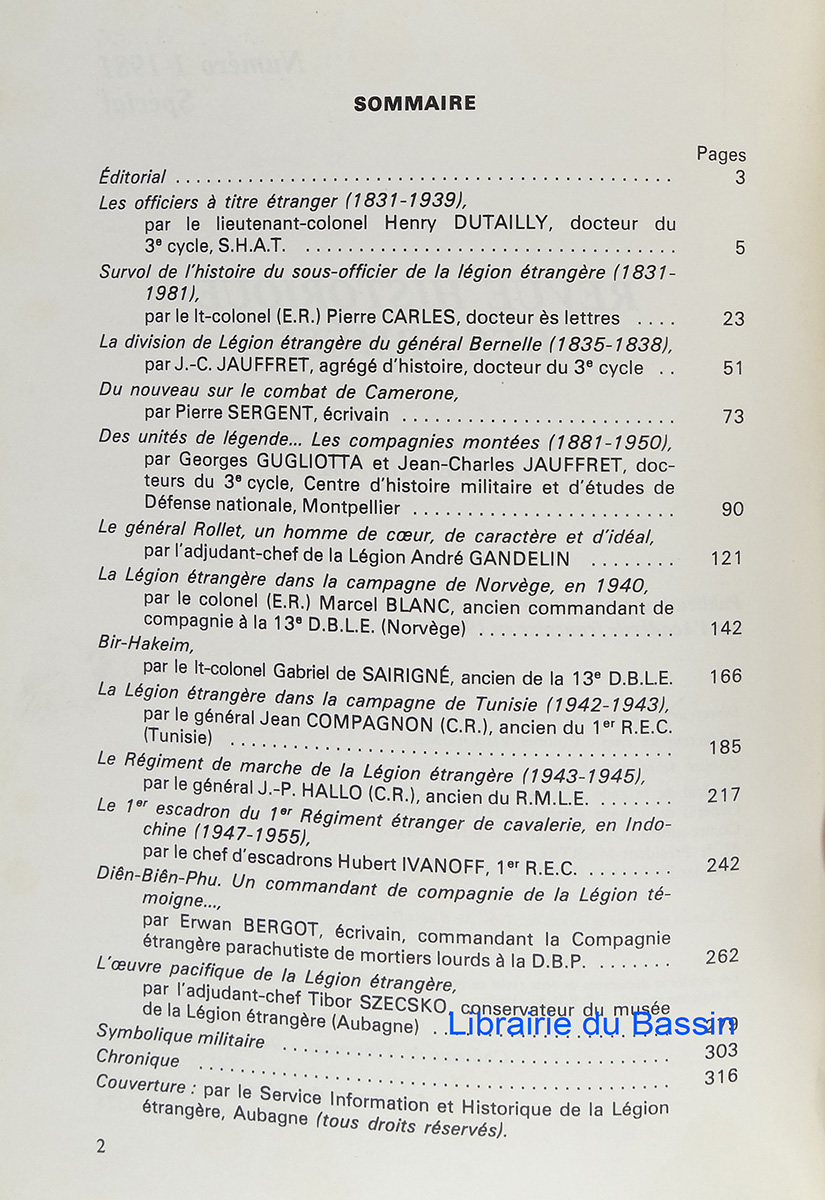 SOMMAIRE
Pages
Éditorial . . . . . . . . . . . . . . . . . . . . . . . . . . . . . . . . . . . . . . . . . . . . . . . . 3
Les officiers à titre étranger (1831-1939),
par le lieutenant-colonel Henry DUTAILLY, docteur du
3e cycle, S.H.A.T. . . . . . . . . . . . . . . . . . . . . . . . . . . . . . . . . . . . . 5
Survol de l'histoire du sous-officier de la légion étrangère (1831-
1981),
par le lt-colonel (E.R.) Pierre CARLES, docteur ès lettres . . . . 23
La division de Légion étrangère du général Bernelle (1835-1838),
par J.-C. JAUFFRET, agrégé d'histoire, docteur du 3e cycle . . 51
Du nouveau sur le combat de Camerone,
par Pierre SERGENT, écrivain . . . . . . . . . . . . . . . . . . . . . . . . . . 73
Des unités de légende... Les compagnies montées (1881-1950),
par Georges GUGLIOTTA et Jean-Charles JAUFFRET, doc-
teurs du 3e cycle, Centre d'histoire militaire et d'études de
Défense nationale, Montpellier . . . . . . . . . . . . . . . . . . . . . . . . . 90
Le général Rollet, un homme de cœur, de caractère et d'idéal,
par l'adjudant-chef de la Légion André GANDELIN . . . . . . . . 121
La Légion étrangère dans la campagne de Norvège, en 1940,
par le colonel (E.R.) Marcel BLANC, ancien commandant de
compagnie à la 13e D.B.L.E. (Norvège) . . . . . . . . . . . . . . . . . . . 142
Bir-Hakeim,
par le lt-colonel Gabriel de SAIRIGNÉ, ancien de la 13e D.B.L.E. 166
La Légion étrangère dans la campagne de Tunisie (1942-1943),
par le général Jean COMPAGNON (C.R.), ancien du 1er R.E.C.
(Tunisie) . . . . . . . . . . . . . . . . . . . . . . . . . . . . . . . . . . . . . . . . . 185
Le Régiment de marche de la Légion étrangère (1943-1945),
par le général J.-P. HALLO (C.R.), ancien du R.M.L.E. . . . . . . . 217
Le 1er escadron du 1er Régiment étranger de cavalerie, en Indo-
chine (1947-1955),
par le chef d'escadrons Hubert IVANOFF, 1er R.E.C. . . . . . . . . 242
Diên-Biên-Phu. Un commandant de compagnie de la Légion té-
moigne...,
par Erwan BERGOT, écrivain, commandant la Compagnie
étrangère parachutiste de mortiers lourds à la D.B.P. . . . . . . . 262
L'œuvre pacifique de la Légion étrangère,
par l'adjudant-chef Tibor SZECSKO, conservateur du musée
de la Légion étrangère (Aubagne) . . . . . . . . . . . . . . . . . . . . . . 279
Librairie du Bassin
Symbolique militaire . . . . . . . . . . . . . . . . . . . . . . . . . . . . . . . . . . . . . . 303
Chronique . . . . . . . . . . . . . . . . . . . . . . . . . . . . . . . . . . . . . . . . . . . . . . 316
Couverture : par le Service Information et Historique de la Légion
étrangère, Aubagne (tous droits réservés).
2